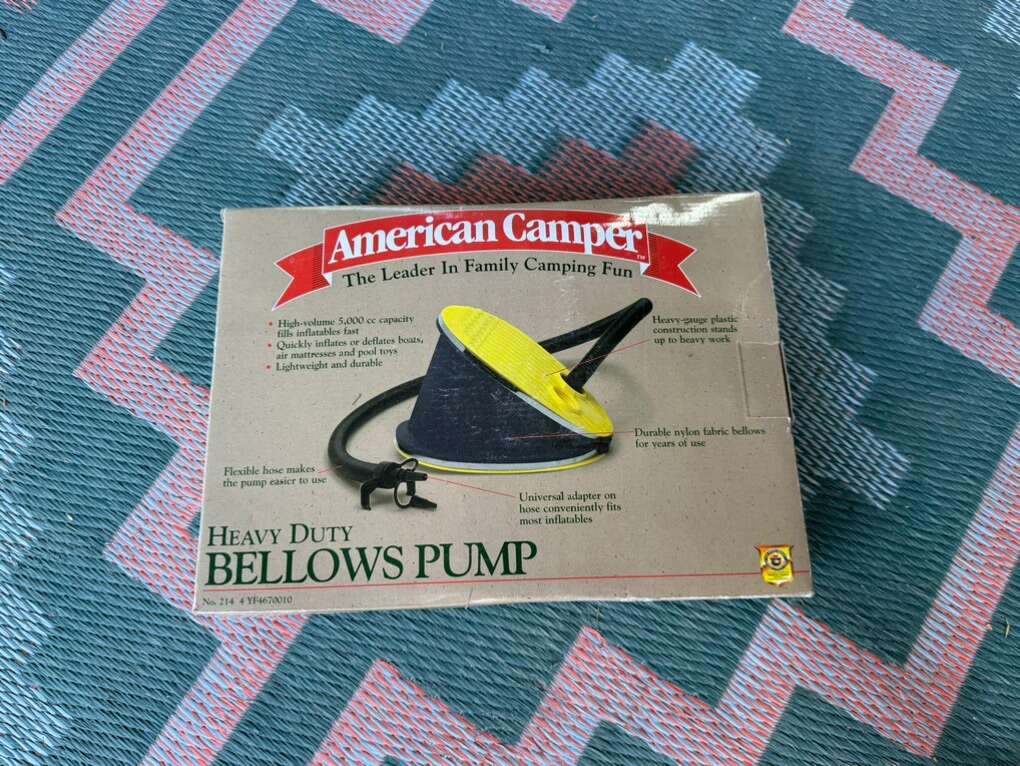 American Camper™
The Leader In Family Camping Fun
• High-volume 5,000 cc capacity
fills inflatables fast
• Quickly inflates or deflates boats,
air mattresses and pool toys
• Lightweight and durable
Heavy-gauge plastic
construction stands
up to heavy work
Durable nylon fabric bellows
for years of use
Flexible hose makes
the pump easier to use
Universal adapter on
hose conveniently fits
most inflatables
HEAVY DUTY
BELLOWS PUMP
No. 214 4 YF4670010